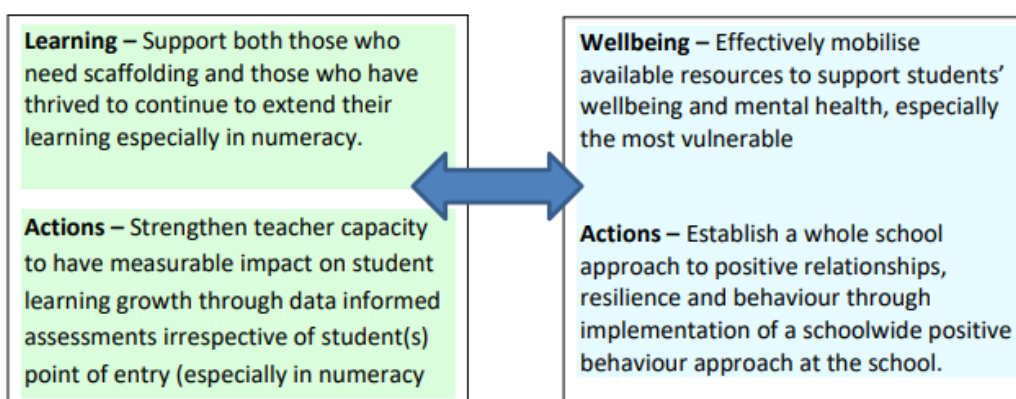 Learning – Support both those who
need scaffolding and those who have
thrived to continue to extend their
learning especially in numeracy.
Actions – Strengthen teacher capacity
to have measurable impact on student
learning growth through data informed
assessments irrespective of student(s)
point of entry (especially in numeracy
Wellbeing – Effectively mobilise
available resources to support students’
wellbeing and mental health, especially
the most vulnerable
Actions – Establish a whole school
approach to positive relationships,
resilience and behaviour through
implementation of a schoolwide positive
behaviour approach at the school.